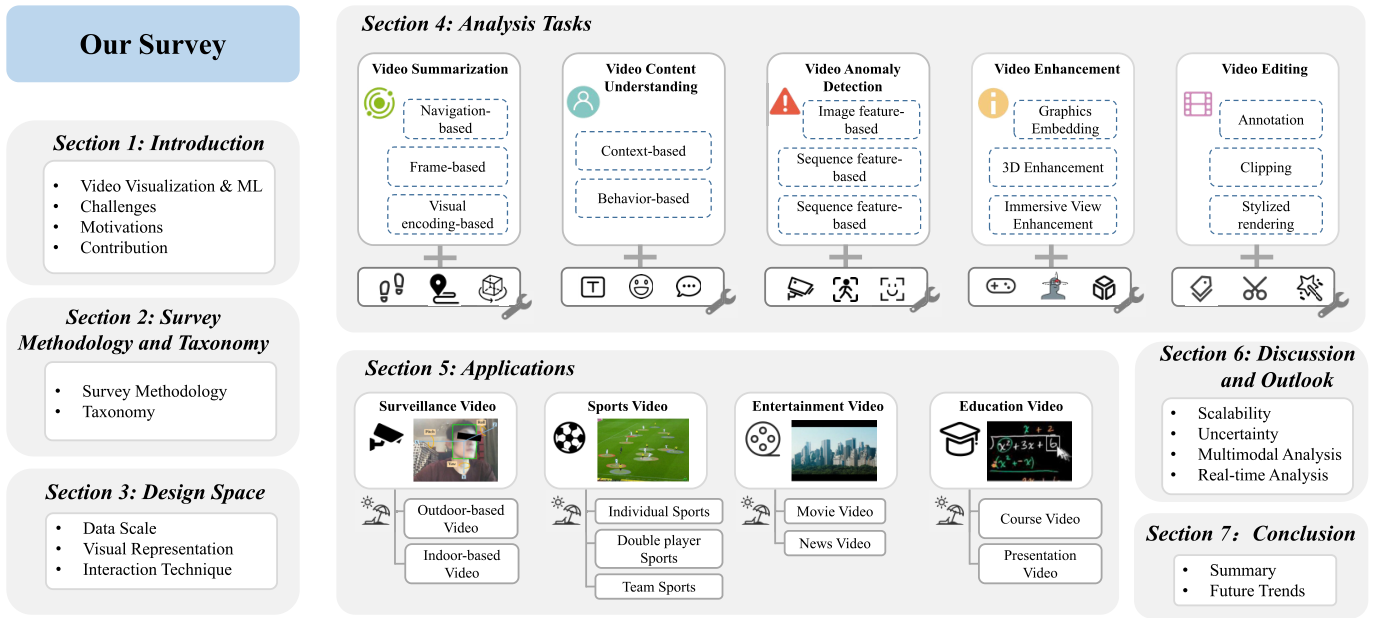 Our Survey
Section 1: Introduction
• Video Visualization & ML
• Challenges
• Motivations
• Contribution
Section 2: Survey
Methodology and Taxonomy
• Survey Methodology
• Taxonomy
Section 3: Design Space
• Data Scale
• Visual Representation
• Interaction Technique
Section 4: Analysis Tasks
Video Summarization
Navigation-
based
Frame-based
Visual
encoding-based
Video Content
Understanding
Context-based
Behavior-based
T
Video Anomaly
Detection
Image feature-
based
Sequence feature-
based
Sequence feature-
based
Video Enhancement
Graphics
Embedding
3D Enhancement
Immersive View
Enhancement
Video Editing
Annotation
Clipping
Stylized
rendering
Section 5: Applications
Surveillance Video
Outdoor-based
Video
Indoor-based
Video
Sports Video
Individual Sports
Double player
Sports
Team Sports
Entertainment Video
Movie Video
News Video
Education Video
x + 2
x² + 3x + 6
(x² + -x)
Course Video
Presentation
Video
Section 6: Discussion
and Outlook
• Scalability
• Uncertainty
• Multimodal Analysis
• Real-time Analysis
Section 7：Conclusion
• Summary
• Future Trends